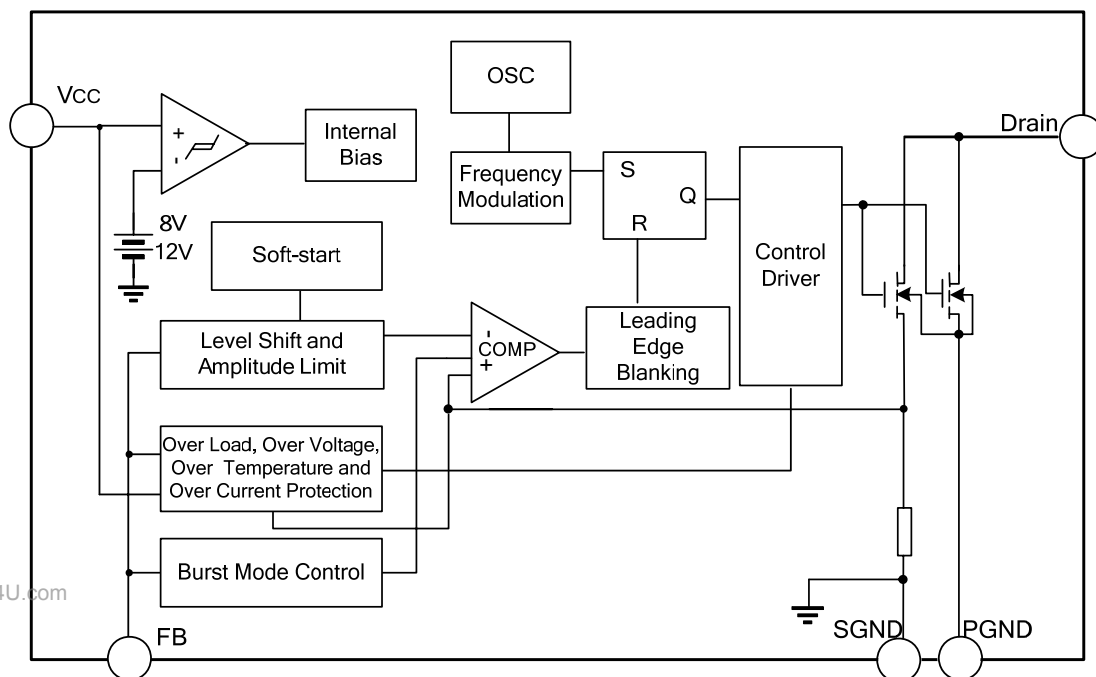 VCC
OSC
Drain
+
-
Internal
Bias
Frequency
Modulation
S
Q
R
8V
12V
Soft-start
Control
Driver
Level Shift and
Amplitude Limit
-
COMP
+
Leading
Edge
Blanking
Over Load, Over Voltage,
Over Temperature and
Over Current Protection
Burst Mode Control
4U.com
FB
SGND
PGND